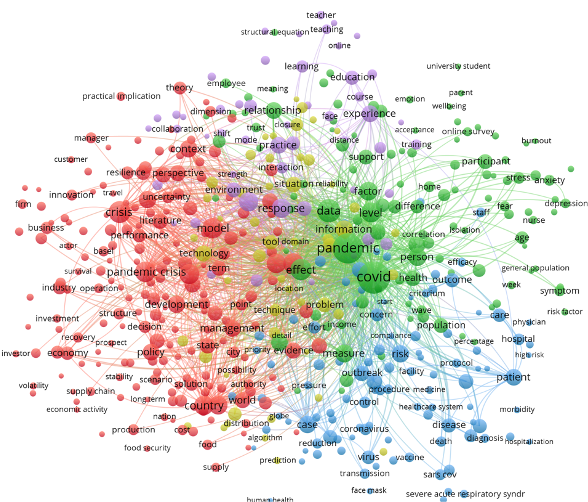 teacher
structural equation
teaching
online
learning
university student
education
theory
employee
meaning
practical implication
course
emotion
parent
wellbeing
dimension
relationship
experience
closure
face
collaboration
shift
trust
acceptance
online survey
manager
mode
practice
distance
training
burnout
context
interaction
support
customer
participant
resilience
perspective
strength
situation
reliability
stress
anxiety
innovation
travel
uncertainty
environment
factor
home
firm
crisis
response
data
level
difference
staff
fear
depression
literature
nurse
business
performance
model
information
correlation
isolation
age
actor
basel
tool
domain
pandemic
person
technology
efficacy
survival
pandemic crisis
term
effect
covid
health
outcome
general population
industry
operation
location
criterium
week
symptom
development
point
problem
start
risk factor
structure
technique
concern
care
investment
decision
management
effort
income
wave
population
physician
recovery
prospect
state
detail
compliance
hospital
investor
economy
policy
city
priority
evidence
measure
risk
percentage
high risk
possibility
facility
protocol
volatility
stability
scenario
solution
authority
pressure
outbreak
patient
supply chain
longterm
procedure
medicine
economic activity
country
world
control
healthcare system
morbidity
nation
globe
production
cost
distribution
case
coronavirus
disease
food security
food
algorithm
reduction
death
diagnosis
hospitalization
supply
prediction
virus
vaccine
transmission
sars cov
face mask
human health
severe acute respiratory syndr